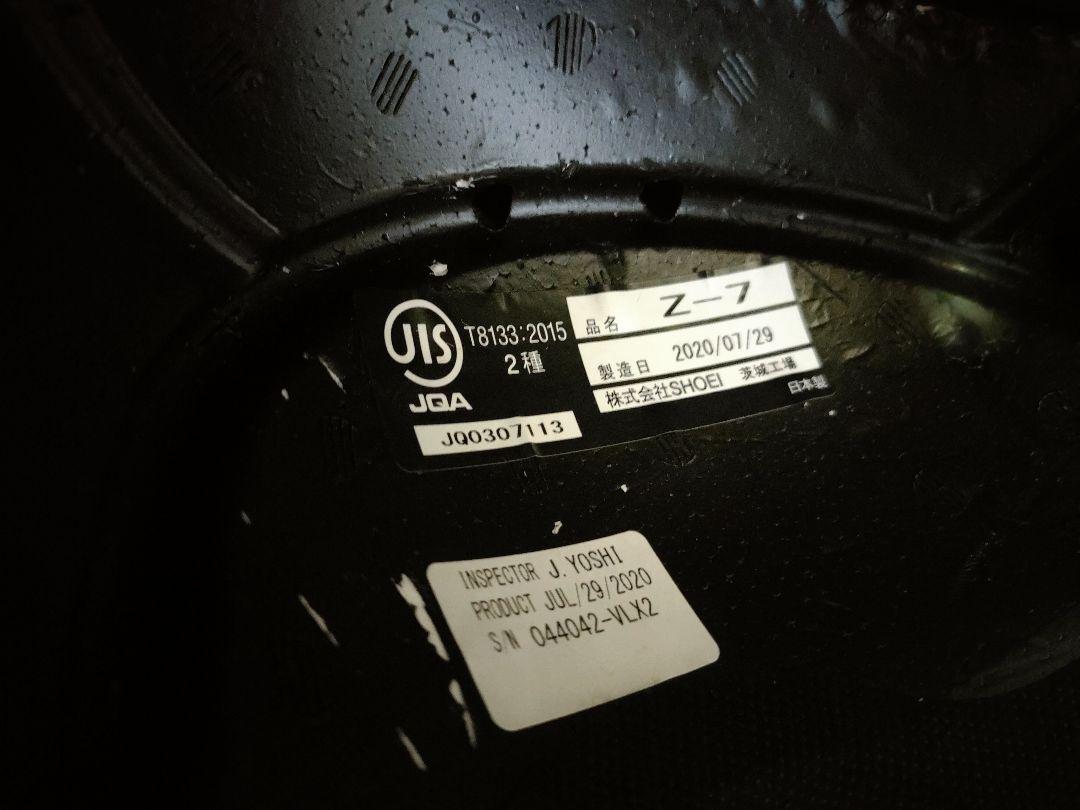 JIS
T8133:2015
2種
JQA
JQ0307113
品名 Z-7
製造日 2020/07/29
株式会社SHOEI 茨城工場
日本製
INSPECTOR J.YOSHI
PRODUCT JUL/29/2020
S/N 044042-VLX2